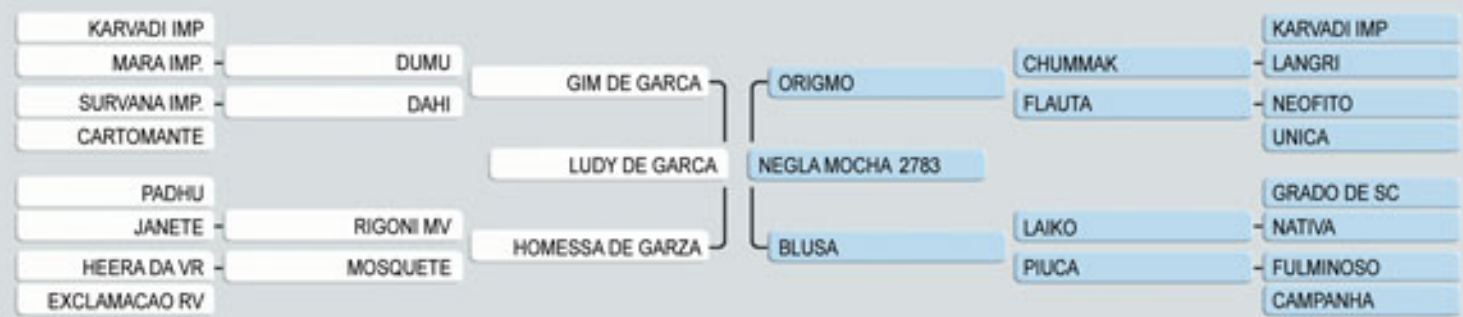 KARVADI IMP
KARVADI IMP
MARA IMP.
DUMU
CHUMMAK
LANGRI
GIM DE GARCA
ORIGMO
SURVANA IMP.
DAHI
FLAUTA
NEOFITO
CARTOMANTE
UNICA
LUDY DE GARCA
NEGLA MOCHA 2783
PADHU
GRADO DE SC
JANETE
RIGONI MV
LAIKO
NATIVA
HOMESSA DE GARZA
BLUSA
HEERA DA VR
MOSQUETE
PIUCA
FULMINOSO
EXCLAMACAO RV
CAMPANHA